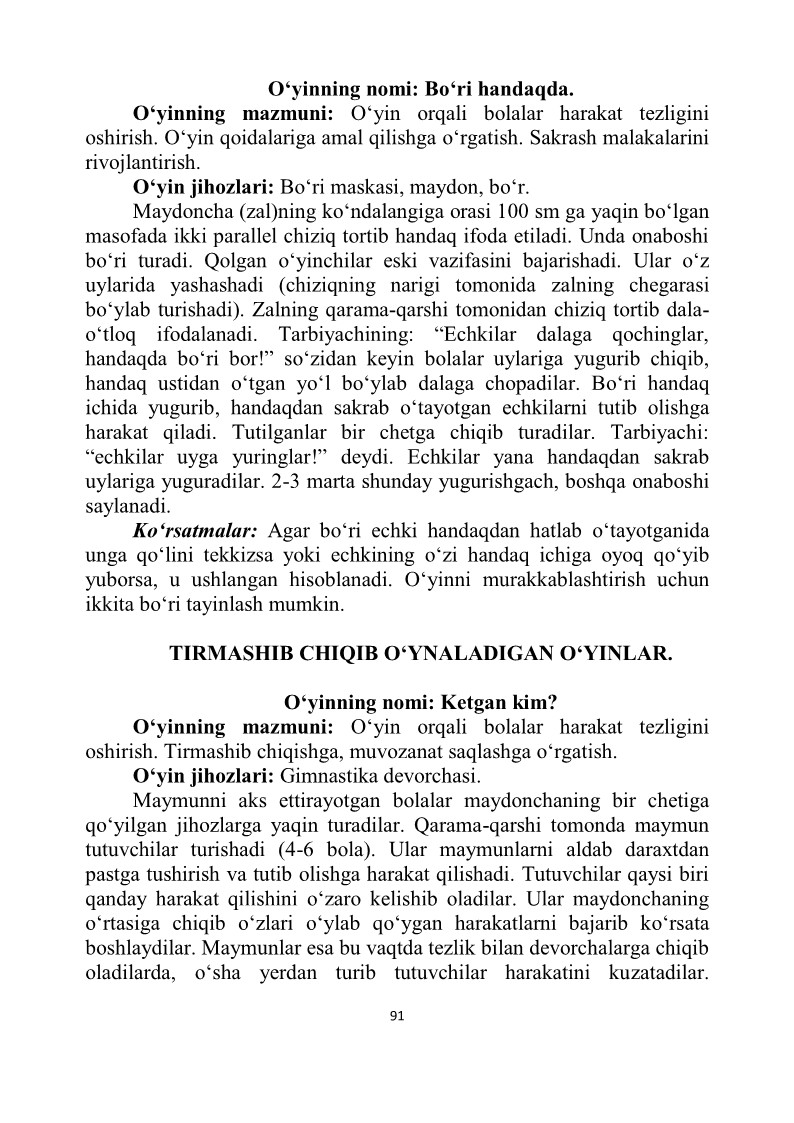 O‘yinning nomi: Bo‘ri handaqda.
O‘yinning mazmuni: O‘yin orqali bolalar harakat tezligini
oshirish. O‘yin qoidalariga amal qilishga o‘rgatish. Sakrash malakalarini
rivojlantirish.
O‘yin jihozlari: Bo‘ri maskasi, maydon, bo‘r.
Maydoncha (zal)ning ko‘ndalangiga orasi 100 sm ga yaqin bo‘lgan
masofada ikki parallel chiziq tortib handaq ifoda etiladi. Unda onaboshi
bo‘ri turadi. Qolgan o‘yinchilar eski vazifasini bajarishadi. Ular o‘z
uylarida yashashadi (chiziqning narigi tomonida zalning chegarasi
bo‘ylab turishadi). Zalning qarama-qarshi tomonidan chiziq tortib dala-
o‘tloq ifodalanadi. Tarbiyachining: “Echkilar dalaga qochinglar,
handaqda bo‘ri bor!” so‘zidan keyin bolalar uylariga yugurib chiqib,
handaq ustidan o‘tgan yo‘l bo‘ylab dalaga chopadilar. Bo‘ri handaq
ichida yugurib, handaqdan sakrab o‘tayotgan echkilarni tutib olishga
harakat qiladi. Tutilganlar bir chetga chiqib turadilar. Tarbiyachi:
“echkilar uyga yuringlar!” deydi. Echkilar yana handaqdan sakrab
uylariga yuguradilar. 2-3 marta shunday yugurishgach, boshqa onaboshi
saylanadi.
Ko‘rsatmalar: Agar bo‘ri echki handaqdan hatlab o‘tayotganida
unga qo‘lini tekkizsa yoki echkining o‘zi handaq ichiga oyoq qo‘yib
yuborsa, u ushlangan hisoblanadi. O‘yinni murakkablashtirish uchun
ikkita bo‘ri tayinlash mumkin.
TIRMASHIB CHIQIB O‘YNALADIGAN O‘YINLAR.
O‘yinning nomi: Ketgan kim?
O‘yinning mazmuni: O‘yin orqali bolalar harakat tezligini
oshirish. Tirmashib chiqishga, muvozanat saqlashga o‘rgatish.
O‘yin jihozlari: Gimnastika devorchasi.
Maymunni aks ettirayotgan bolalar maydonchaning bir chetiga
qo‘yilgan jihozlarga yaqin turadilar. Qarama-qarshi tomonda maymun
tutuvchilar turishadi (4-6 bola). Ular maymunlarni aldab daraxtdan
pastga tushirish va tutib olishga harakat qilishadi. Tutuvchilar qaysi biri
qanday harakat qilishini o‘zaro kelishib oladilar. Ular maydonchaning
o‘rtasiga chiqib o‘zlari o‘ylab qo‘ygan harakatlarni bajarib ko‘rsata
boshlaydilar. Maymunlar esa bu vaqtda tezlik bilan devorchalarga chiqib
oladilarda, o‘sha yerdan turib tutuvchilar harakatini kuzatadilar.
91